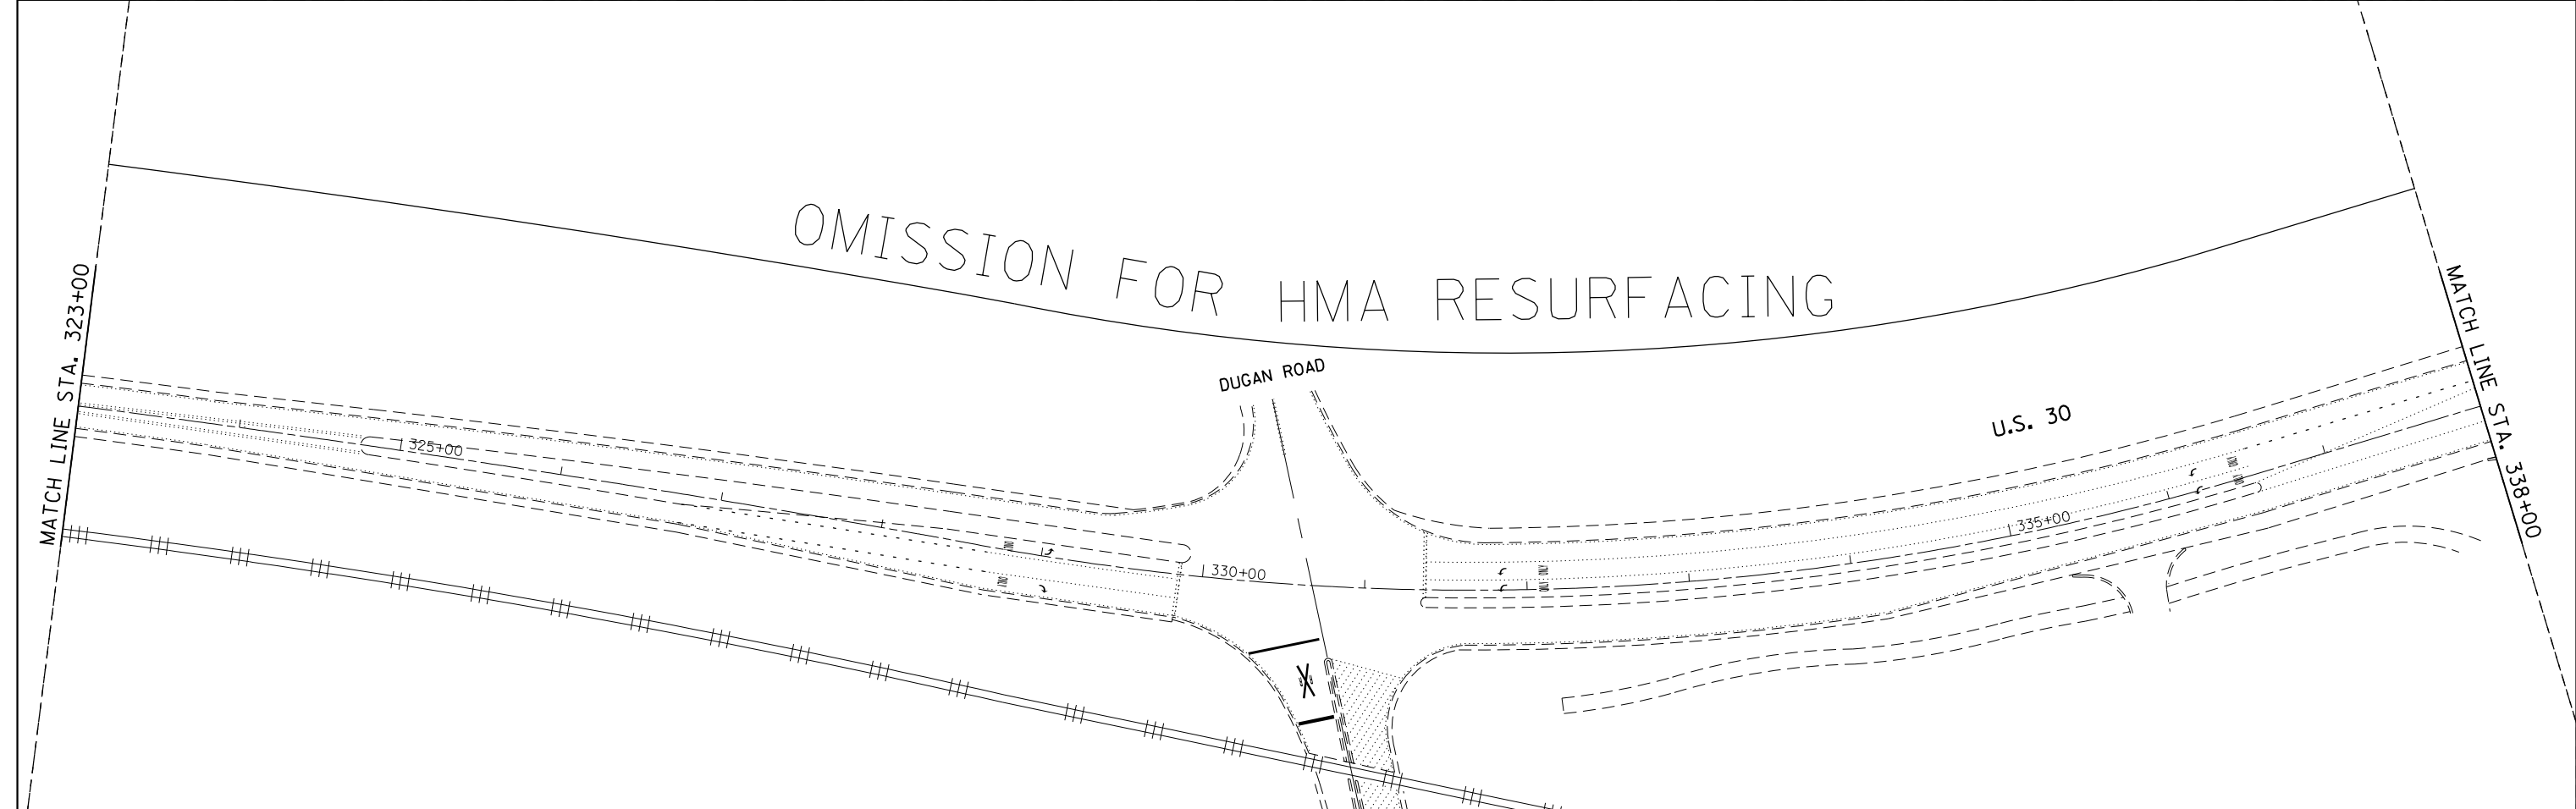 OMISSION FOR HMA RESURFACING
MATCH LINE STA. 323+00
MATCH LINE STA. 338+00
DUGAN ROAD
U.S. 30
325+00
330+00
335+00